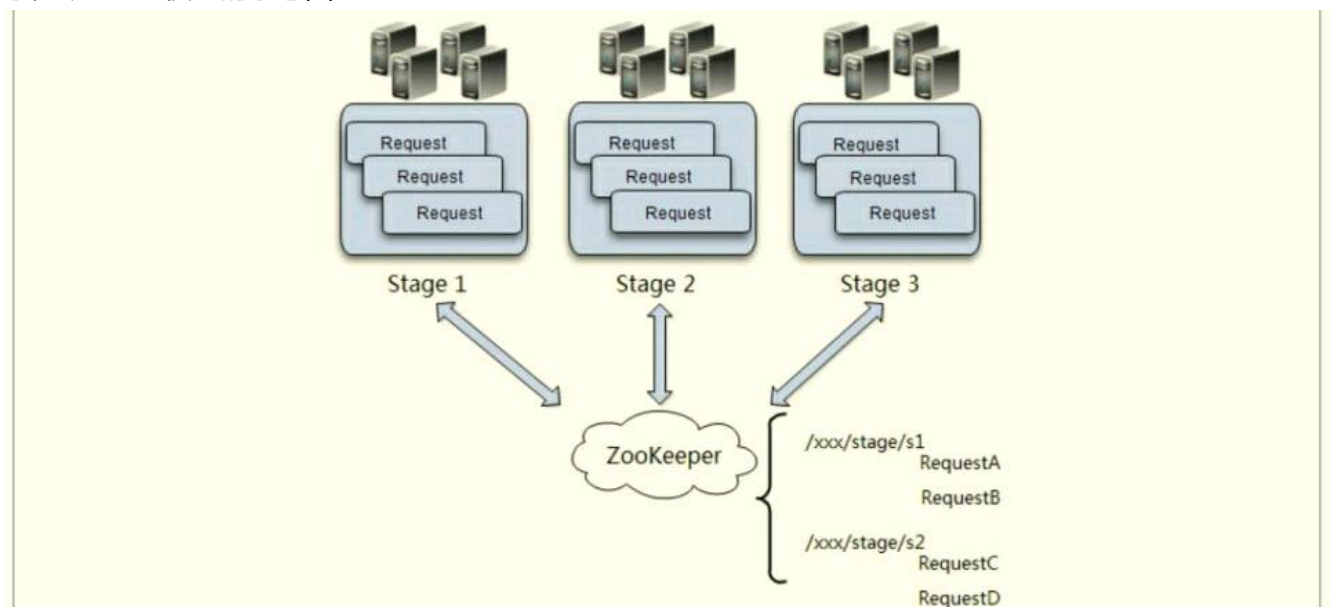 Request
Request
Request
Stage 1
Request
Request
Request
Stage 2
Request
Request
Request
Stage 3
ZooKeeper
/xxx/stage/s1
RequestA
RequestB
/xxx/stage/s2
RequestC
RequestD